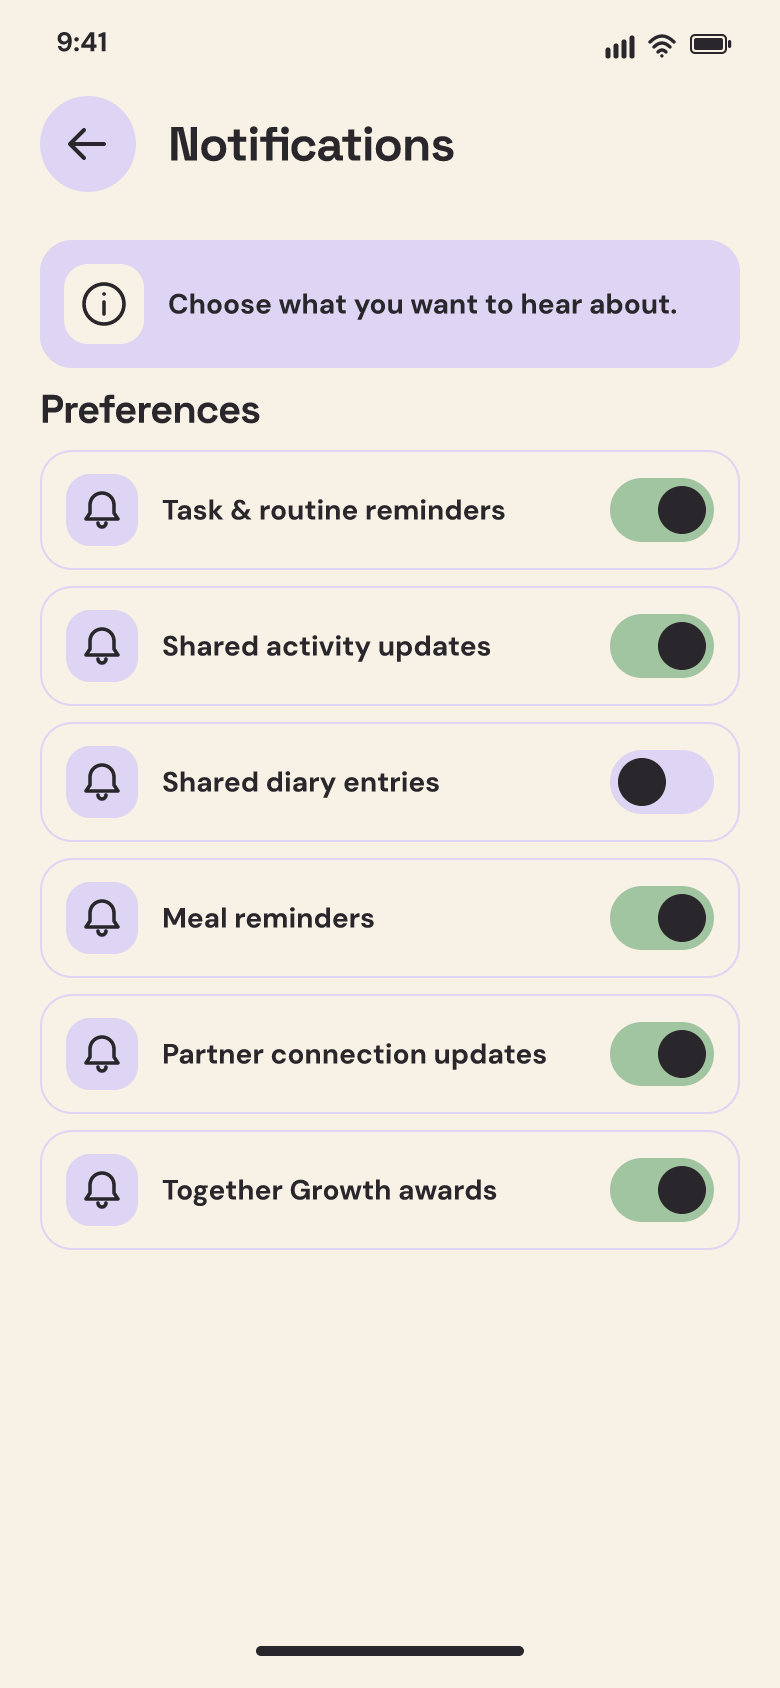 9:41
Notifications
Choose what you want to hear about.
Preferences
Task & routine reminders
Shared activity updates
Shared diary entries
Meal reminders
Partner connection updates
Together Growth awards